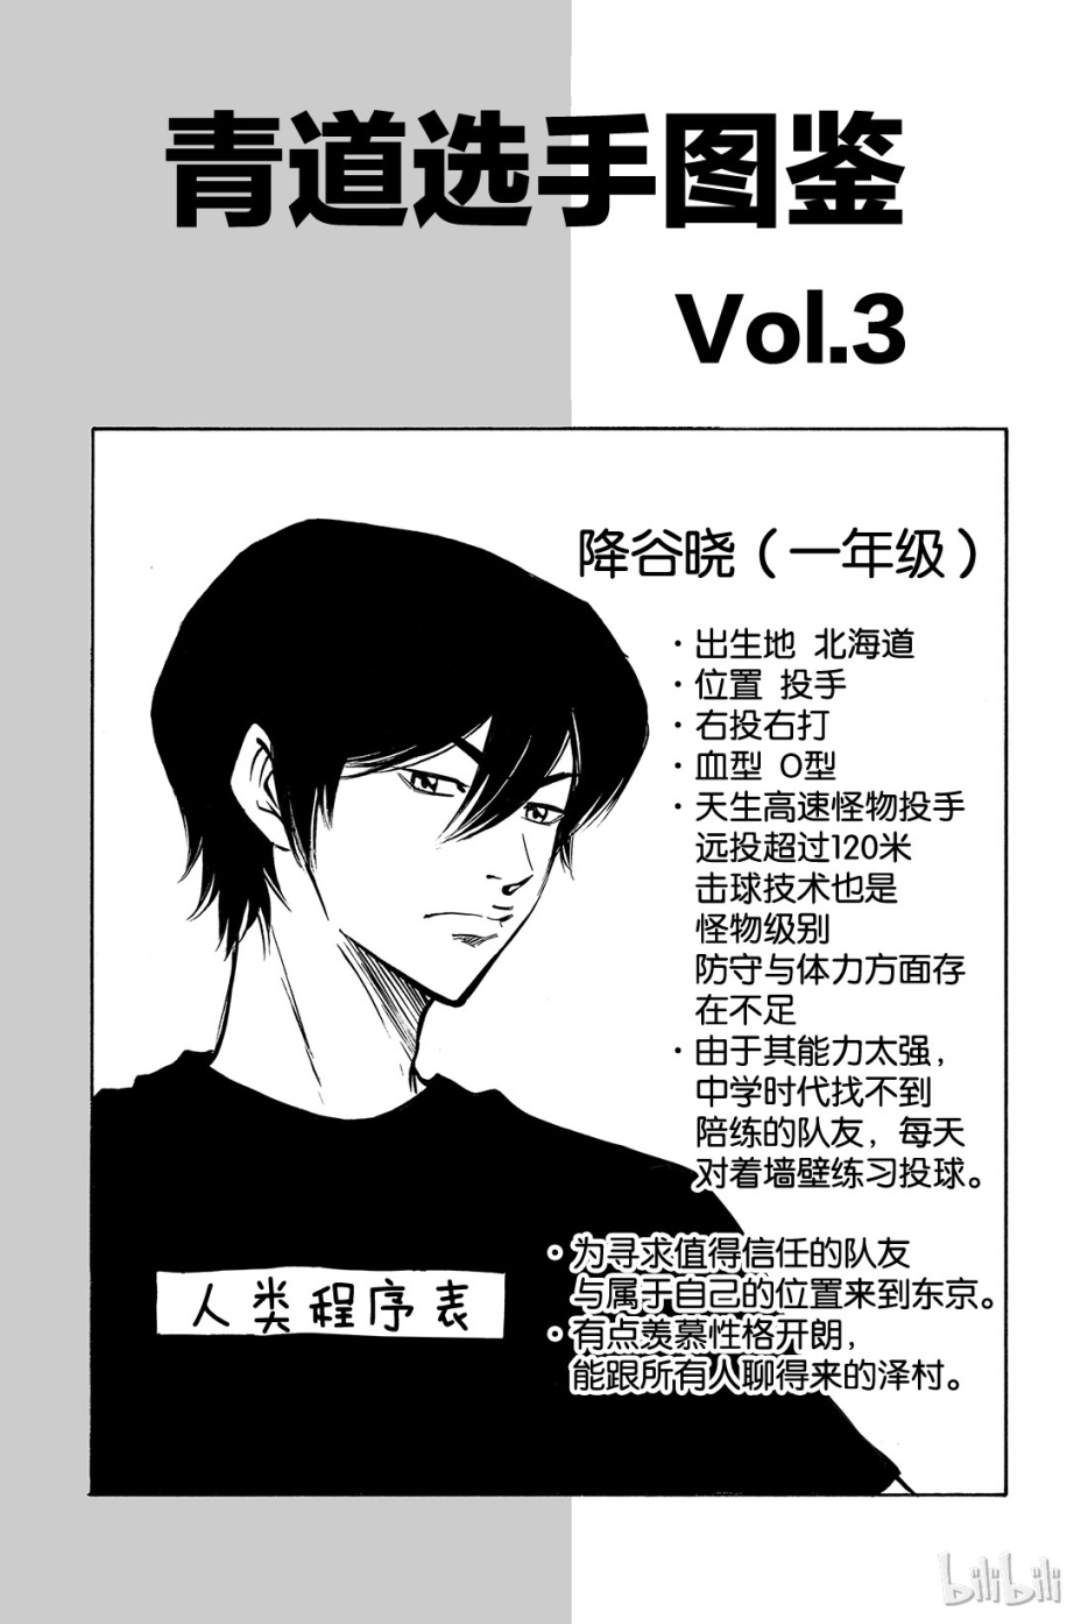 青道选手图鉴
Vol.3
降谷晓（一年级）
・出生地 北海道
・位置 投手
・右投右打
・血型 O型
・天生高速怪物投手
远投超过120米
击球技术也是
怪物级别
防守与体力方面存
在不足
・由于其能力太强，
中学时代找不到
陪练的队友，每天
对着墙壁练习投球。
・为寻求值得信任的队友
与属于自己的位置来到东京。
・有点羡慕性格开朗，
能跟所有人聊得来的泽村。
人类程序表
bilibili